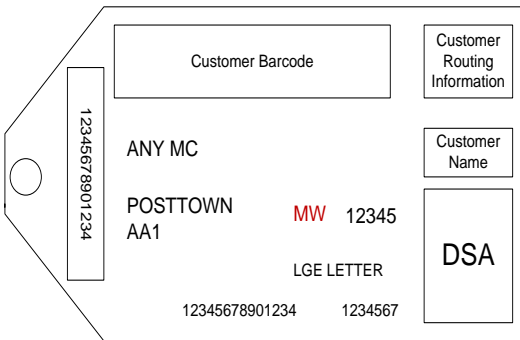 Customer Barcode
Customer
Routing
Information
12345678901234
ANY MC
Customer
Name
POSTTOWN MW 12345
AA1
DSA
LGE LETTER
12345678901234 1234567